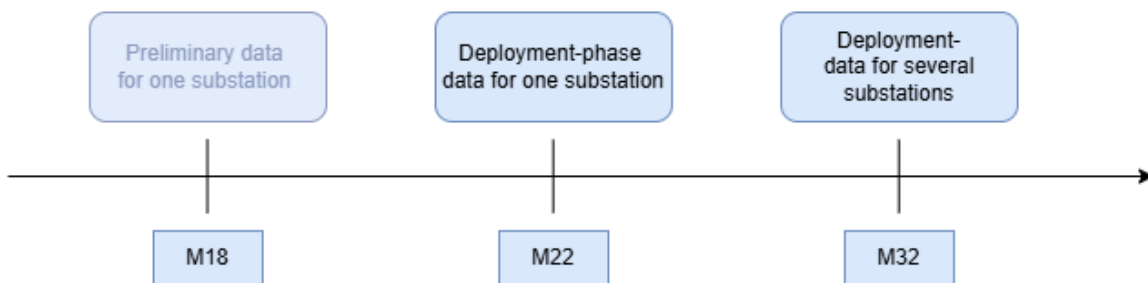 Preliminary data
for one substation
Deployment-phase
data for one substation
Deployment-
data for several
substations
M18
M22
M32